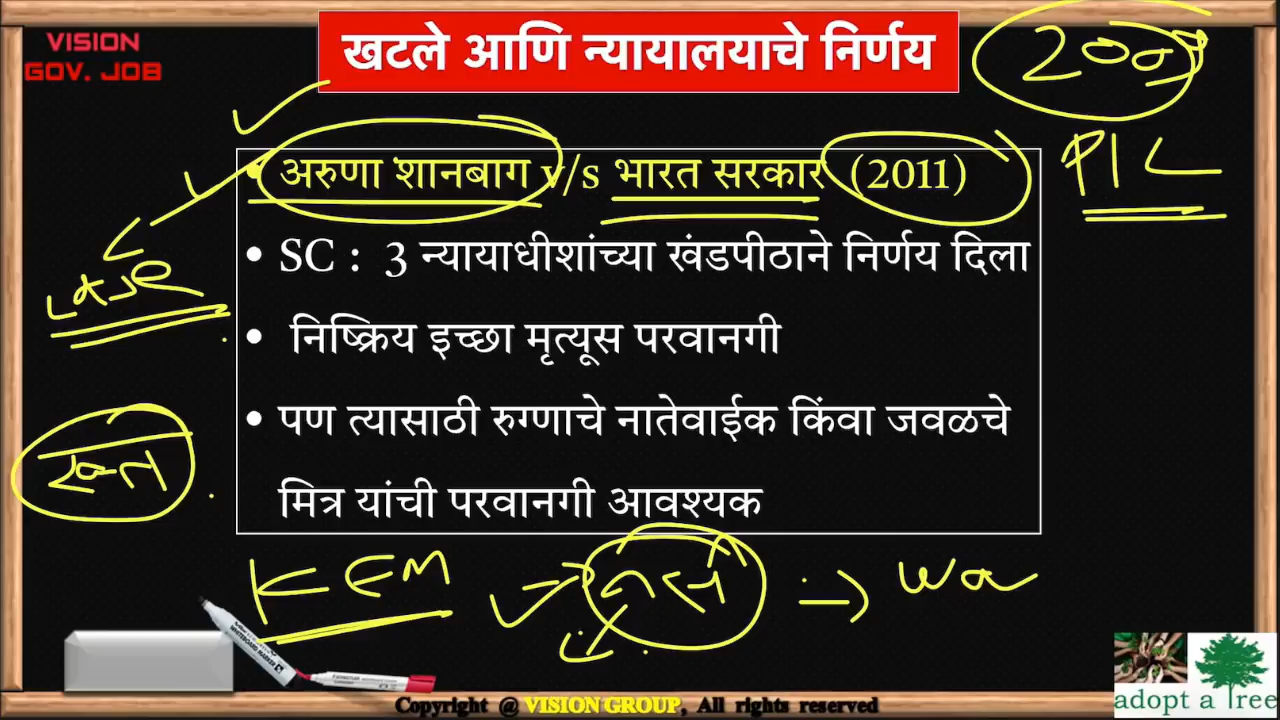 VISION
GOV. JOB
खटले आणि न्यायालयाचे निर्णय
PIL
• अरुणा शानबाग v/s भारत सरकार (2011)
• SC : 3 न्यायाधीशांच्या खंडपीठाने निर्णय दिला
• निष्क्रिय इच्छा मृत्यूस परवानगी
• पण त्यासाठी रुग्णाचे नातेवाईक किंवा जवळचे
मित्र यांची परवानगी आवश्यक
KEM नर्स
adopt a Tree
Copyright @ VISION GROUP, All rights reserved